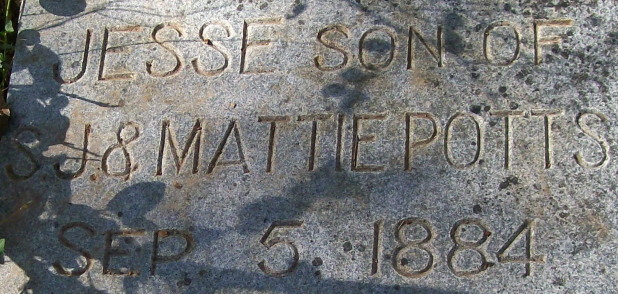 JESSE SON OF
S.J. & MATTIE POTTS
SEP. 5. 1884